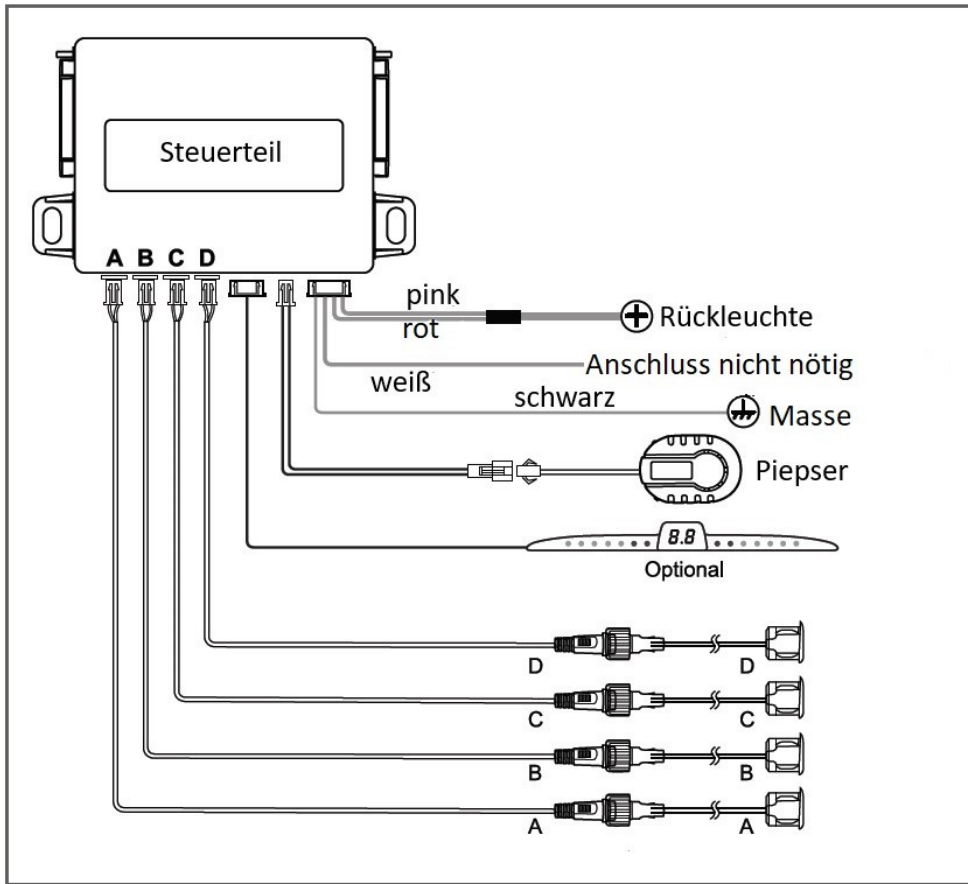 Steuerteil
A B C D
pink
rot
Rückleuchte
Anschluss nicht nötig
weiß
schwarz
Masse
Piepser
8.8
Optional
D D
C C
B B
A A